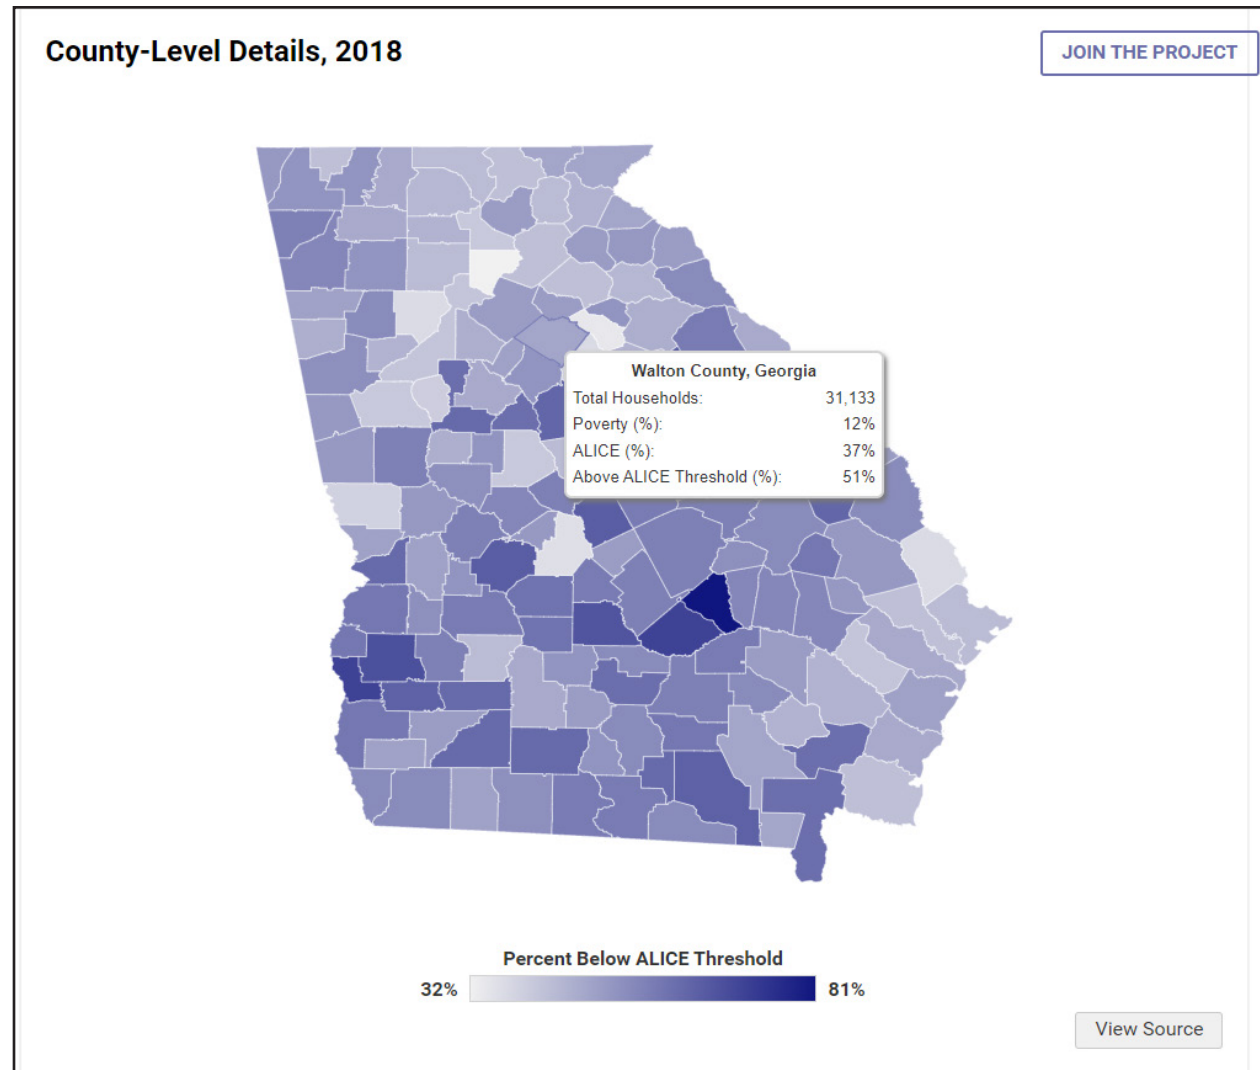 County-Level Details, 2018
JOIN THE PROJECT
Walton County, Georgia
Total Households: 31,133
Poverty (%): 12%
ALICE (%): 37%
Above ALICE Threshold (%): 51%
Percent Below ALICE Threshold
32% 81%
View Source